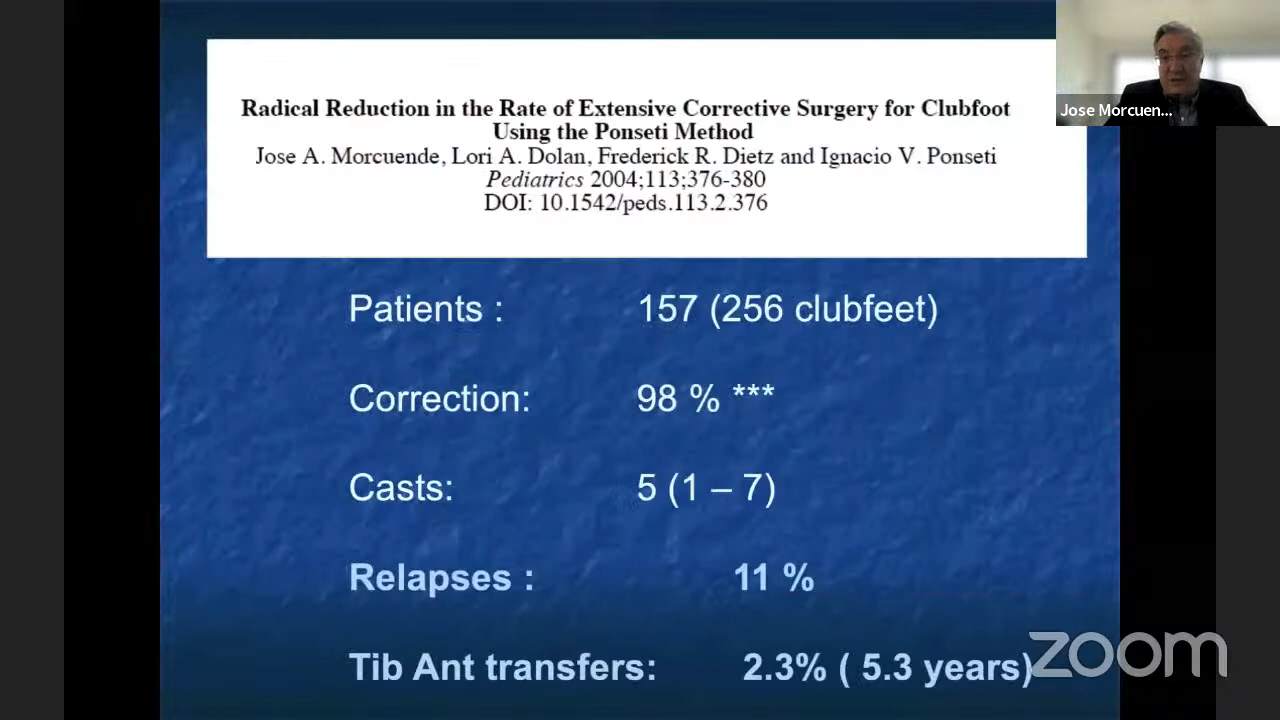 Radical Reduction in the Rate of Extensive Corrective Surgery for Clubfoot
Using the Ponseti Method
Jose A. Morcuende, Lori A. Dolan, Frederick R. Dietz and Ignacio V. Ponseti
Pediatrics 2004;113;376-380
DOI: 10.1542/peds.113.2.376
Jose Morcuen...
Patients : 157 (256 clubfeet)
Correction: 98 % ***
Casts: 5 (1 – 7)
Relapses : 11 %
Tib Ant transfers: 2.3% ( 5.3 years)
zoom